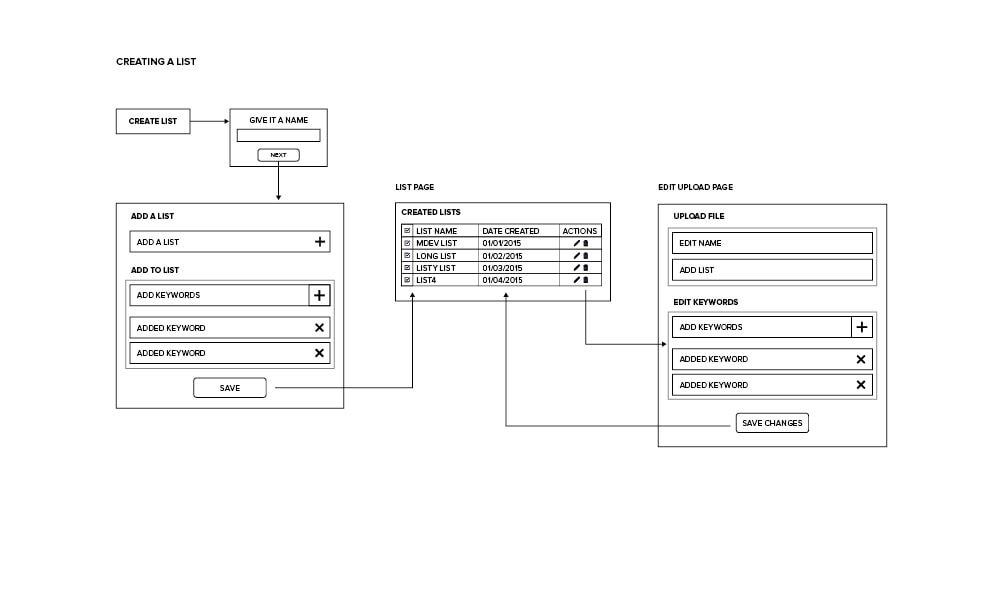 CREATING A LIST
CREATE LIST
GIVE IT A NAME
NEXT
ADD A LIST
ADD A LIST
ADD TO LIST
ADD KEYWORDS
ADDED KEYWORD
ADDED KEYWORD
SAVE
LIST PAGE
CREATED LISTS
LIST NAME DATE CREATED ACTIONS
MDEV LIST 01/01/2015
LONG LIST 01/02/2015
LISTY LIST 01/03/2015
LIST4 01/04/2015
EDIT UPLOAD PAGE
UPLOAD FILE
EDIT NAME
ADD LIST
EDIT KEYWORDS
ADD KEYWORDS
ADDED KEYWORD
ADDED KEYWORD
SAVE CHANGES